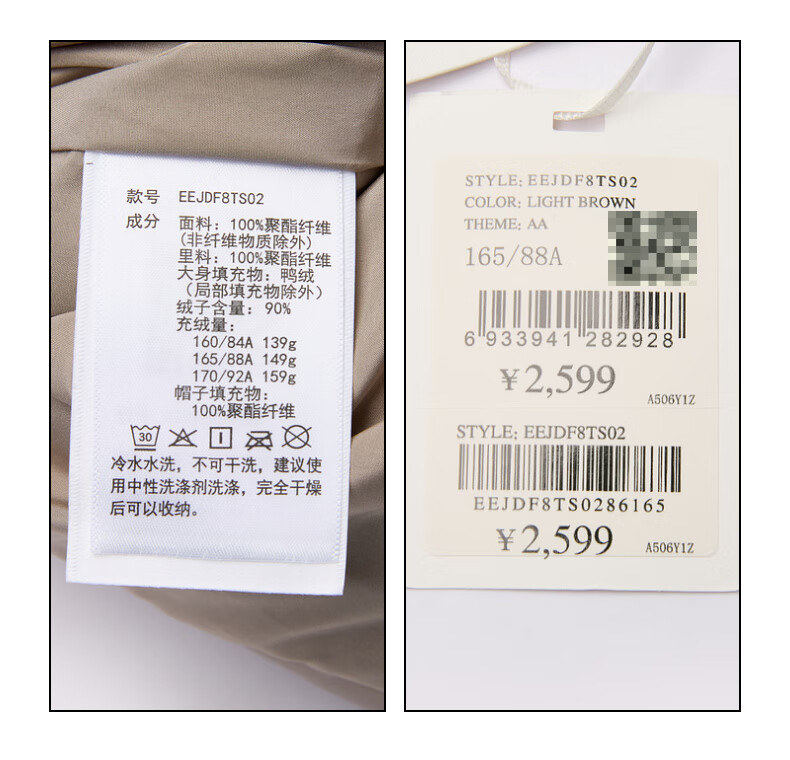 款号 EEJDF8TS02
成分 面料：100%聚酯纤维
(非纤维物质除外)
里料：100%聚酯纤维
大身填充物：鸭绒
（局部填充物除外）
绒子含量：90%
充绒量：
160/84A 139g
165/88A 149g
170/92A 159g
帽子填充物：
100%聚酯纤维
30
冷水水洗，不可干洗，建议使
用中性洗涤剂洗涤，完全干燥
后可以收纳。
STYLE: EEJDF8TS02
COLOR: LIGHT BROWN
THEME: AA
165/88A
6 933941 282928
¥2,599
A506Y1Z
STYLE: EEJDF8TS02
EEJDF8TS0286165
¥2,599
A506Y1Z